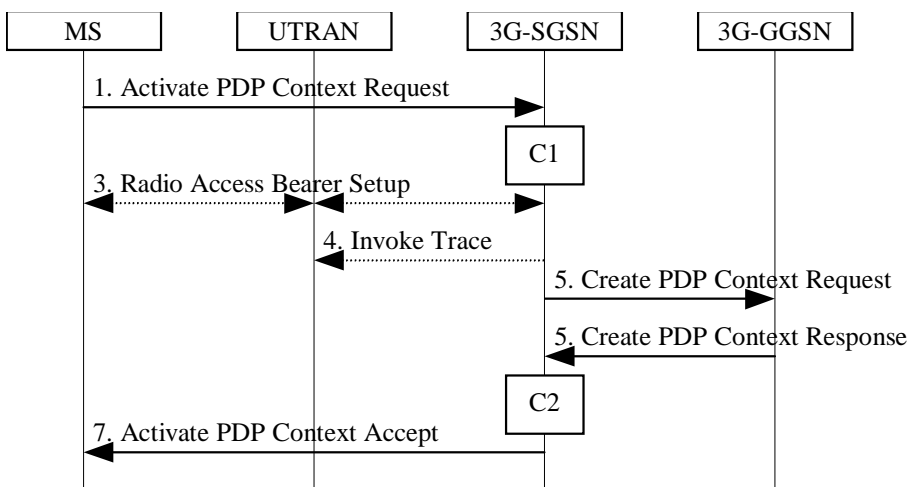 MS
UTRAN
3G-SGSN
3G-GGSN
1. Activate PDP Context Request
C1
3. Radio Access Bearer Setup
4. Invoke Trace
5. Create PDP Context Request
5. Create PDP Context Response
C2
7. Activate PDP Context Accept